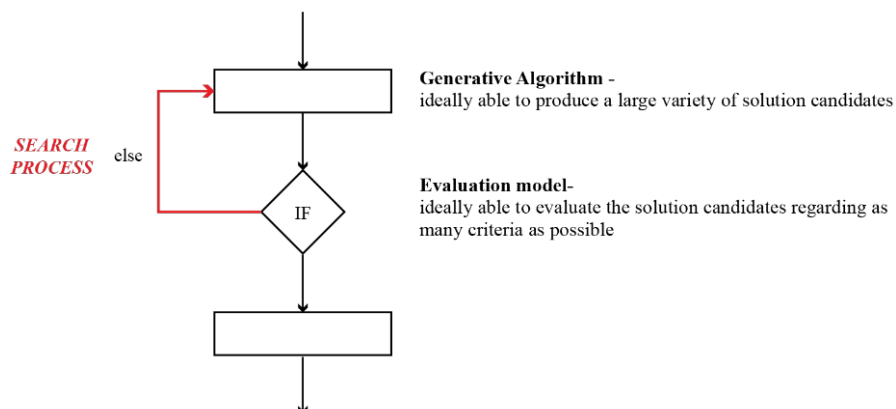 Generative Algorithm -
ideally able to produce a large variety of solution candidates
SEARCH
PROCESS
else
Evaluation model-
ideally able to evaluate the solution candidates regarding as
many criteria as possible
IF